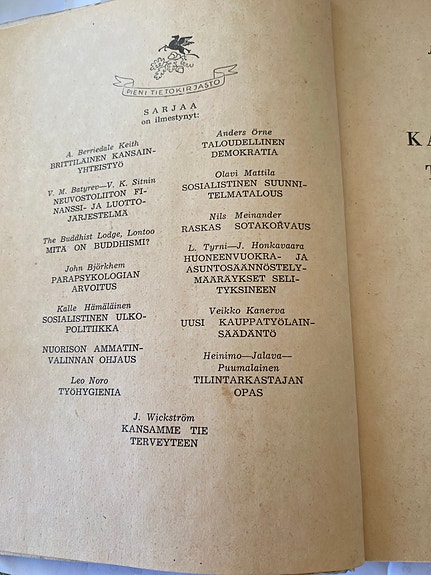 PIENI TIETOKIRJASTO
SARJAA
on ilmestynyt:
A. Berriedale Keith
BRITTILÄINEN KANSAIN-
YHTEISTYÖ
V. M. Batyrev—V. K. Sitnin
NEUVOSTOLIITON FI-
NANSSI- JA LUOTTO-
JÄRJESTELMÄ
The Buddhist Lodge, Lontoo
MITÄ ON BUDDHISMI?
John Björkhem
PARAPSYKOLOGIAN
ARVOITUS
Kalle Hämäläinen
SOSIALISTINEN ULKO-
POLITIIKKA
NUORISON AMMATIN-
VALINNAN OHJAUS
Leo Noro
TYÖHYGIENIA
Anders Örne
TALOUDELLINEN
DEMOKRATIA
Olavi Mattila
SOSIALISTINEN SUUNNI-
TELMATALOUS
Nils Meinander
RASKAS SOTAKORVAUS
L. Tyrni—J. Honkavaara
HUONEENVUOKRA- JA
ASUNTOSÄÄNNÖSTELY-
MÄÄRÄYKSET SELI-
TYKSINEEN
Veikko Kanerva
UUSI KAUPPATYÖLAIN-
SÄÄDÄNTÖ
Heinimo—Jalava—
Puumalainen
TILINTARKASTAJAN
OPAS
J. Wickström
KANSAMME TIE
TERVEYTEEN
KA